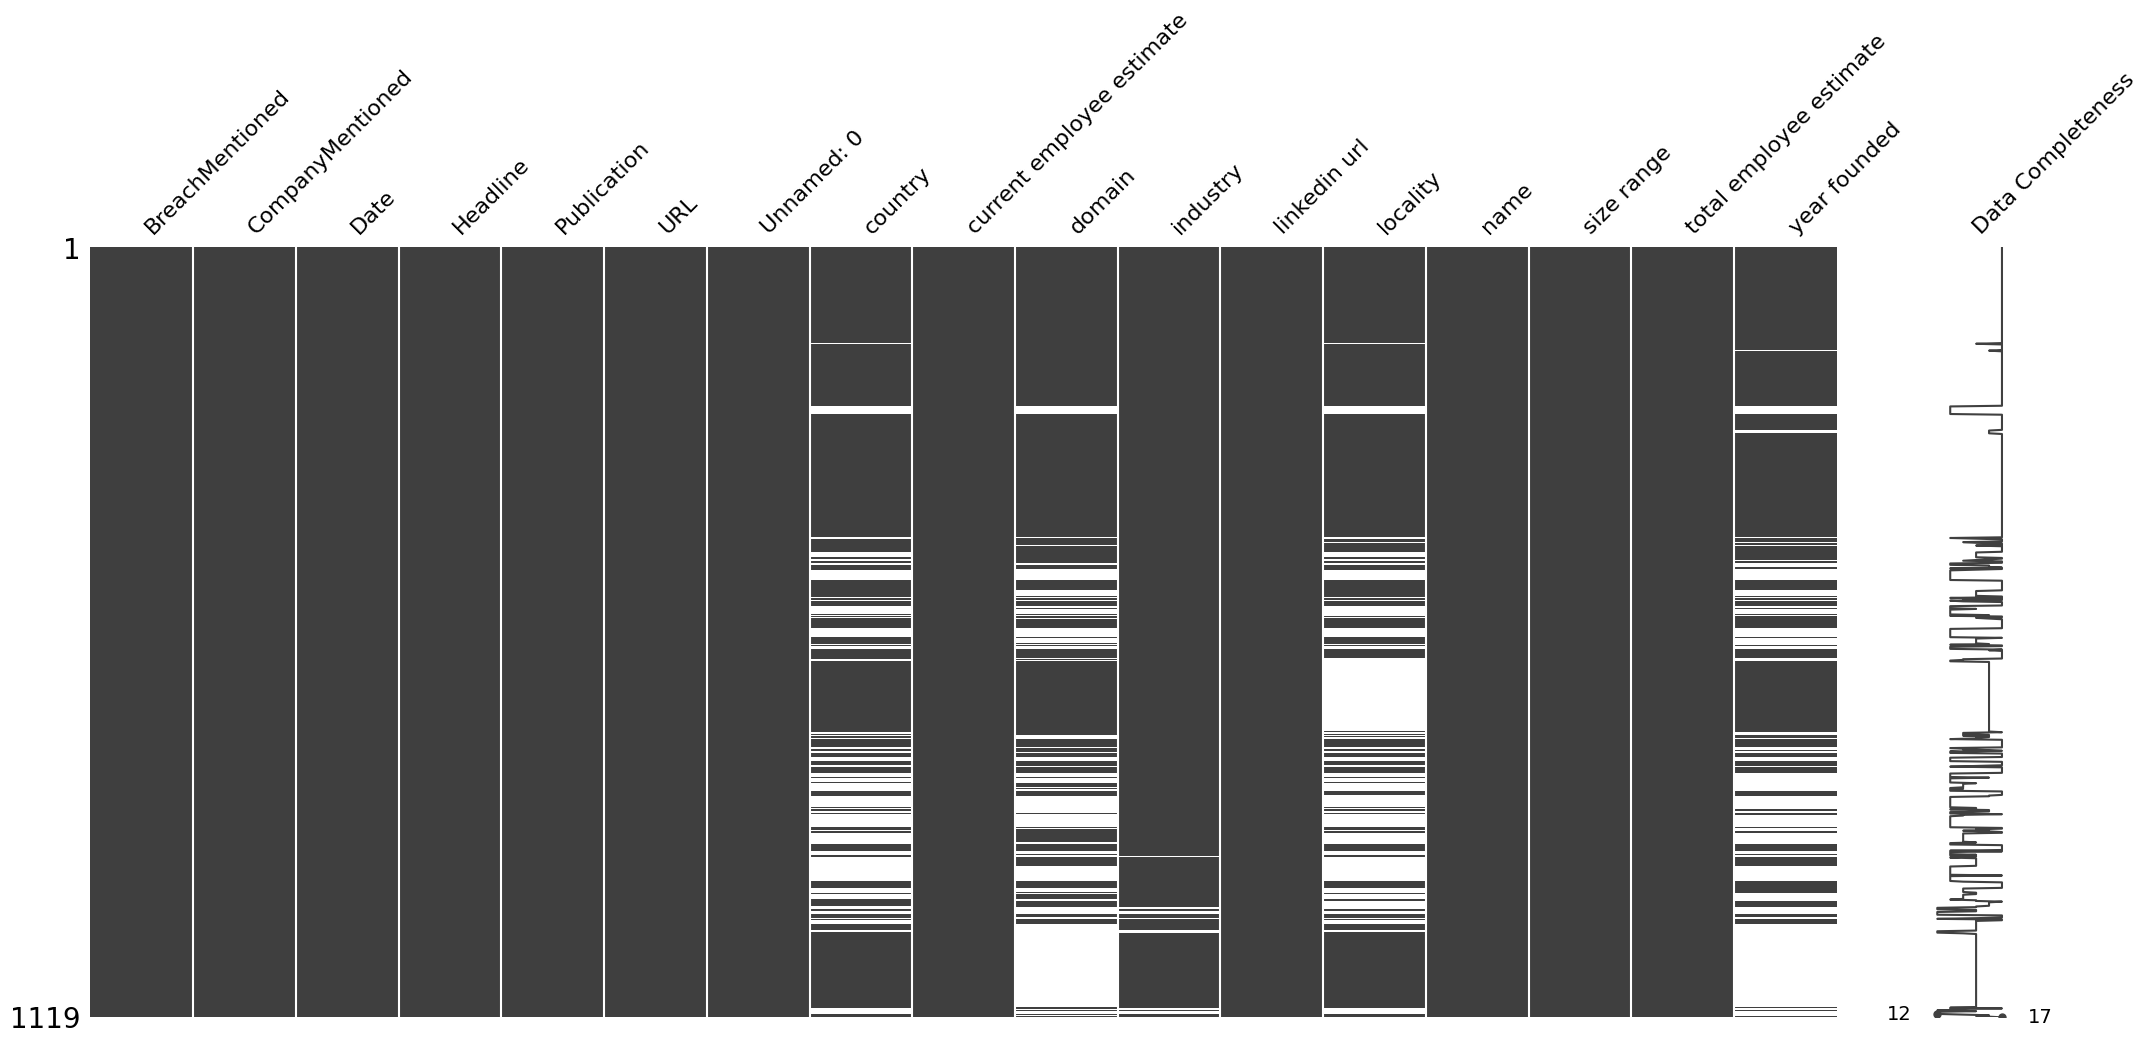 BreachMentioned
CompanyMentioned
Date
Headline
Publication
URL
Unnamed: 0
country
current employee estimate
domain
industry
linkedin url
locality
name
size range
total employee estimate
year founded
Data Completeness
1
1119
12
17